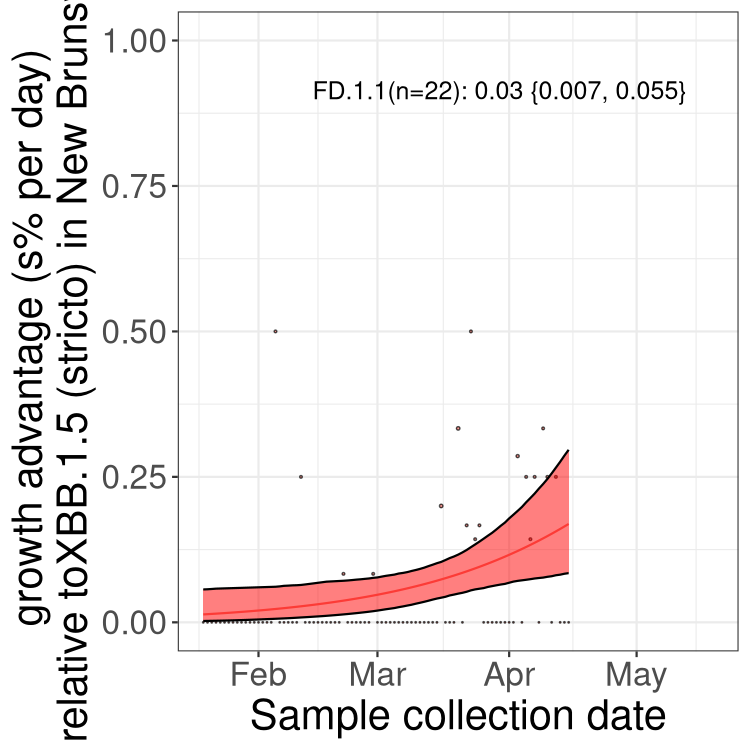 growth advantage (s% per day)
relative toXBB.1.5 (stricto) in New Bruns
1.00
0.75
0.50
0.25
0.00
FD.1.1(n=22): 0.03 {0.007, 0.055}
Feb Mar Apr May
Sample collection date